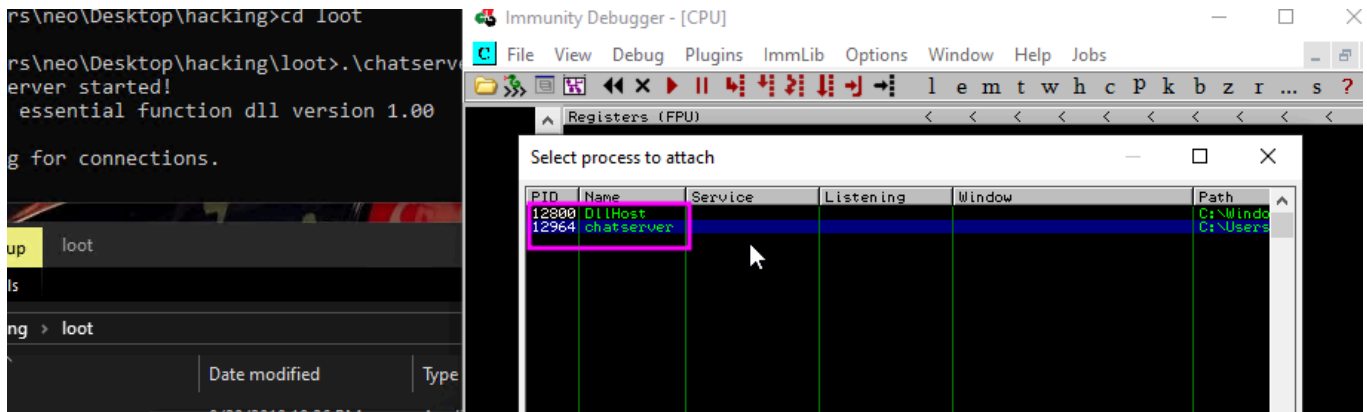 rs\neo\Desktop\hacking>cd loot
rs\neo\Desktop\hacking\loot>.\chatserve
erver started!
essential function dll version 1.00
g for connections.
up loot
ls
ng > loot
Date modified Type
Immunity Debugger - [CPU]
C File View Debug Plugins ImmLib Options Window Help Jobs
l e m t w h c P k b z r ... s ?
Registers (FPU) < < < < < < < < < <
Select process to attach
PID Name Service Listening Window Path
12800 DllHost C:\Windo
12964 chatserver C:\Users